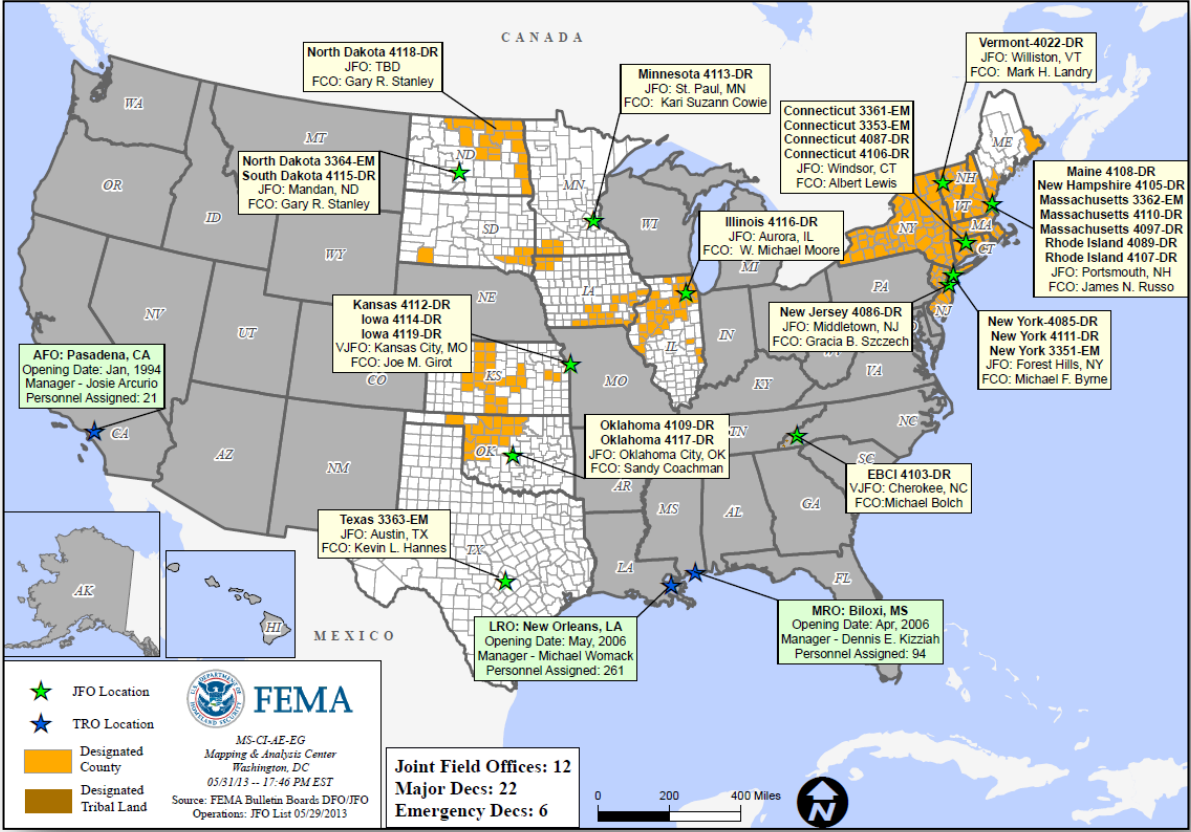 CANADA
North Dakota 4118-DR
JFO: TBD
FCO: Gary R. Stanley
Minnesota 4113-DR
JFO: St. Paul, MN
FCO: Kari Suzann Cowie
Vermont-4022-DR
JFO: Williston, VT
FCO: Mark H. Landry
Connecticut 3361-EM
Connecticut 3353-EM
Connecticut 4087-DR
Connecticut 4106-DR
JFO: Windsor, CT
FCO: Albert Lewis
North Dakota 3364-EM
South Dakota 4115-DR
JFO: Mandan, ND
FCO: Gary R. Stanley
Maine 4108-DR
New Hampshire 4105-DR
Massachusetts 3362-EM
Massachusetts 4110-DR
Massachusetts 4097-DR
Rhode Island 4089-DR
Rhode Island 4107-DR
JFO: Portsmouth, NH
FCO: James N. Russo
Illinois 4116-DR
JFO: Aurora, IL
FCO: W. Michael Moore
Kansas 4112-DR
Iowa 4114-DR
Iowa 4119-DR
VJFO: Kansas City, MO
FCO: Joe M. Girot
New Jersey 4086-DR
JFO: Middletown, NJ
FCO: Gracia B. Szczech
New York-4085-DR
New York 4111-DR
New York 3351-EM
JFO: Forest Hills, NY
FCO: Michael F. Byrne
AFO: Pasadena, CA
Opening Date: Jan, 1994
Manager - Josie Arcurio
Personnel Assigned: 21
Oklahoma 4109-DR
Oklahoma 4117-DR
JFO: Oklahoma City, OK
FCO: Sandy Coachman
EBCI 4103-DR
VJFO: Cherokee, NC
FCO:Michael Bolch
Texas 3363-EM
JFO: Austin, TX
FCO: Kevin L. Hannes
LRO: New Orleans, LA
Opening Date: May, 2006
Manager - Michael Womack
Personnel Assigned: 261
MRO: Biloxi, MS
Opening Date: Apr, 2006
Manager - Dennis E. Kizziah
Personnel Assigned: 94
WA
MT
ND
MN
ME
OR
ID
SD
WI
NH
VT
NY
MA
CT
WY
MI
NV
UT
NE
IA
PA
NJ
IL
IN
CO
KS
MO
KY
VA
CA
AZ
NM
OK
TN
NC
SC
AR
MS
AL
GA
TX
LA
FL
AK
HI
MEXICO
JFO Location
TRO Location
Designated
County
Designated
Tribal Land
U.S. DEPARTMENT OF
HOMELAND SECURITY
FEMA
MS-CI-AE-EG
Mapping & Analysis Center
Washington, DC
05/31/13 -- 17:46 PM EST
Source: FEMA Bulletin Boards DFO/JFO
Operations: JFO List 05/29/2013
Joint Field Offices: 12
Major Decs: 22
Emergency Decs: 6
0 200 400 Miles
N